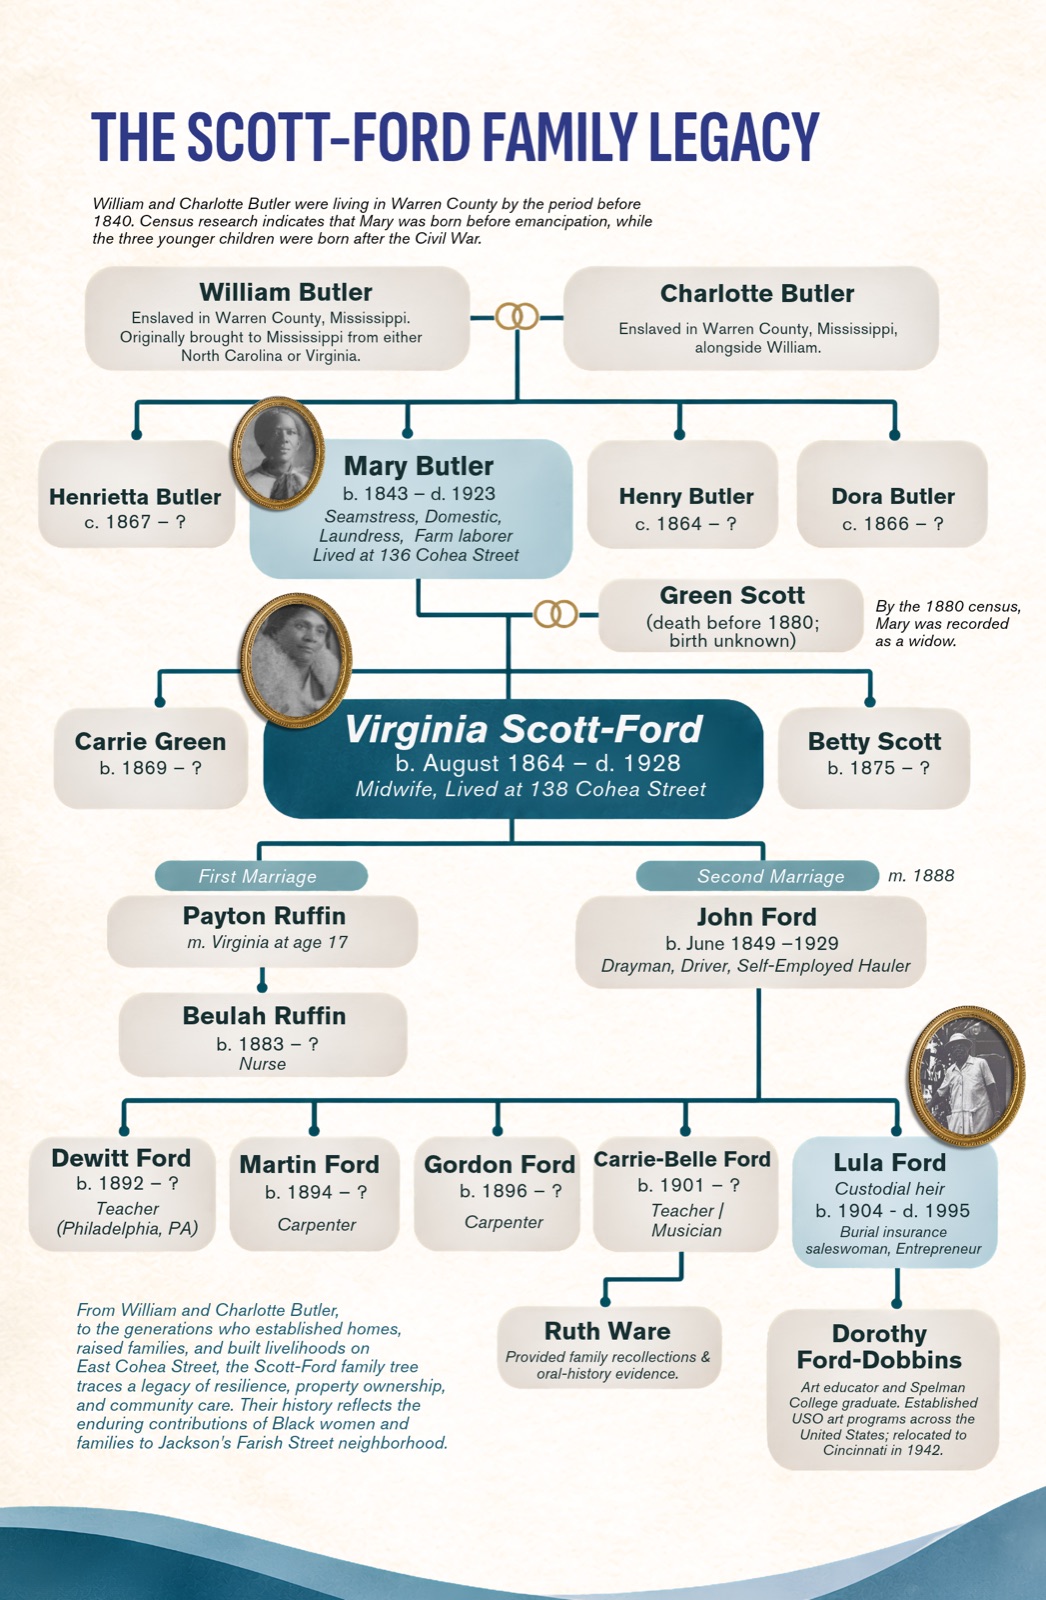 THE SCOTT-FORD FAMILY LEGACY
William and Charlotte Butler were living in Warren County by the period before
1840. Census research indicates that Mary was born before emancipation, while
the three younger children were born after the Civil War.
William Butler
Enslaved in Warren County, Mississippi.
Originally brought to Mississippi from either
North Carolina or Virginia.
Charlotte Butler
Enslaved in Warren County, Mississippi,
alongside William.
Henrietta Butler
c. 1867 – ?
Mary Butler
b. 1843 – d. 1923
Seamstress, Domestic,
Laundress, Farm laborer
Lived at 136 Cohea Street
Henry Butler
c. 1864 – ?
Dora Butler
c. 1866 – ?
Green Scott
(death before 1880;
birth unknown)
By the 1880 census,
Mary was recorded
as a widow.
Carrie Green
b. 1869 – ?
Virginia Scott-Ford
b. August 1864 – d. 1928
Midwife, Lived at 138 Cohea Street
Betty Scott
b. 1875 – ?
First Marriage
Payton Ruffin
m. Virginia at age 17
Beulah Ruffin
b. 1883 – ?
Nurse
Second Marriage
m. 1888
John Ford
b. June 1849 –1929
Drayman, Driver, Self-Employed Hauler
Dewitt Ford
b. 1892 – ?
Teacher
(Philadelphia, PA)
Martin Ford
b. 1894 – ?
Carpenter
Gordon Ford
b. 1896 – ?
Carpenter
Carrie-Belle Ford
b. 1901 – ?
Teacher /
Musician
Lula Ford
Custodial heir
b. 1904 - d. 1995
Burial insurance
saleswoman, Entrepreneur
Ruth Ware
Provided family recollections &
oral-history evidence.
Dorothy
Ford-Dobbins
Art educator and Spelman
College graduate. Established
USO art programs across the
United States; relocated to
Cincinnati in 1942.
From William and Charlotte Butler,
to the generations who established homes,
raised families, and built livelihoods on
East Cohea Street, the Scott-Ford family tree
traces a legacy of resilience, property ownership,
and community care. Their history reflects the
enduring contributions of Black women and
families to Jackson's Farish Street neighborhood.